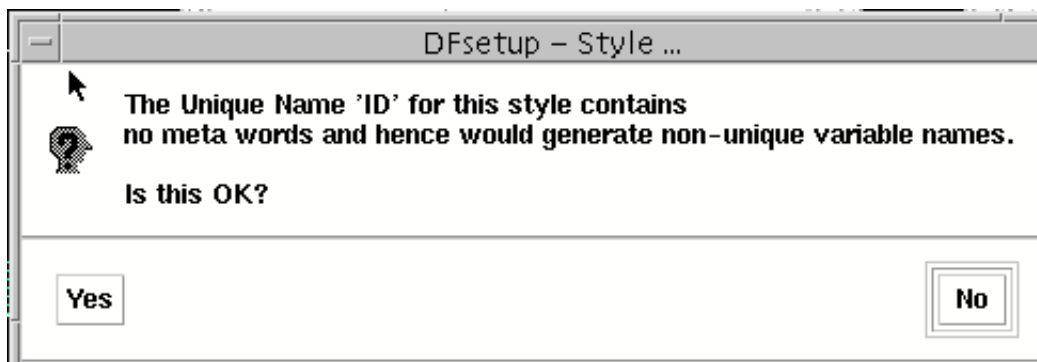 DFsetup – Style ...
The Unique Name 'ID' for this style contains
no meta words and hence would generate non-unique variable names.
Is this OK?
Yes
No